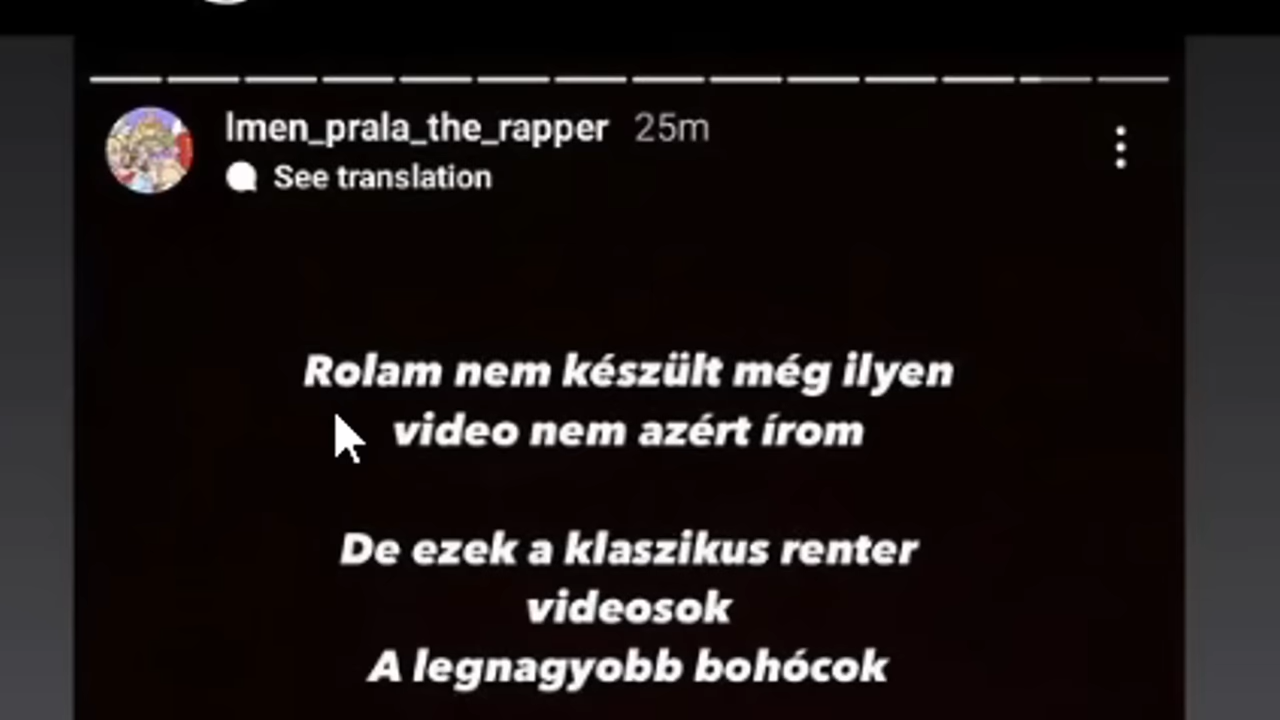 lmen_prala_the_rapper 25m
See translation
Rolam nem készült még ilyen
video nem azért írom
De ezek a klaszikus renter
videosok
A legnagyobb bohócok